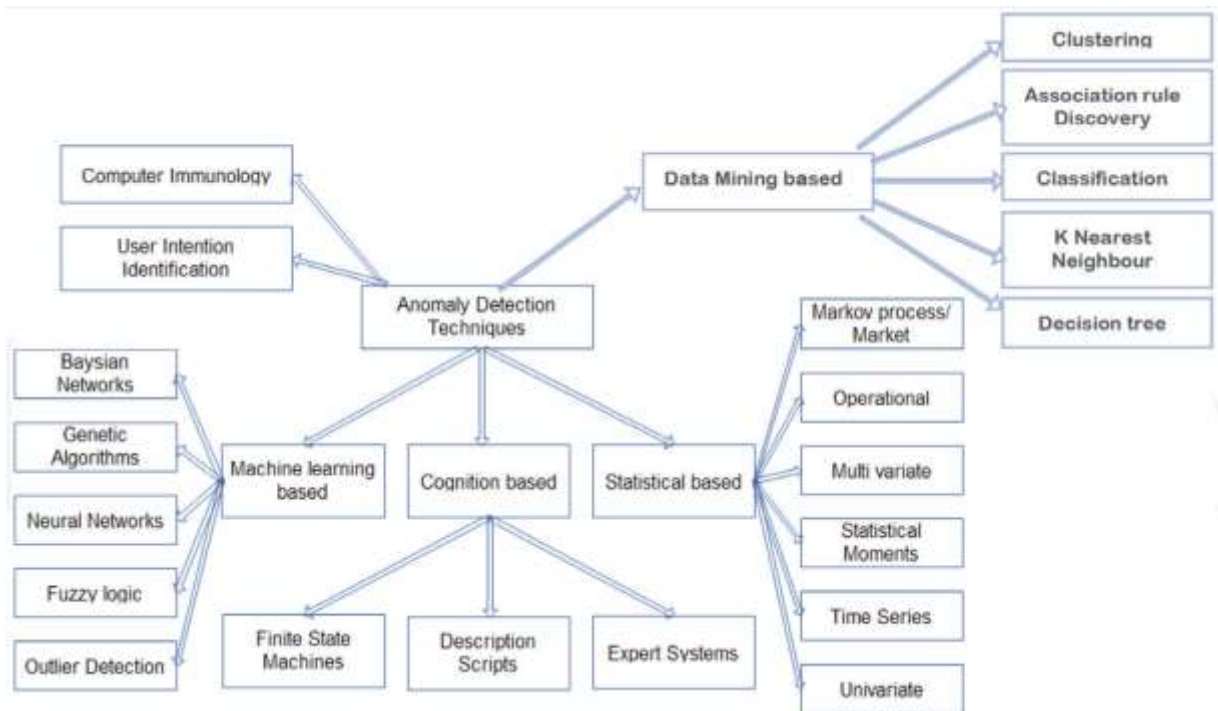 Clustering
Association rule
Discovery
Computer Immunology
Data Mining based
Classification
User Intention
Identification
K Nearest
Neighbour
Anomaly Detection
Techniques
Markov process/
Market
Decision tree
Baysian
Networks
Operational
Genetic
Algorithms
Machine learning
based
Cognition based
Statistical based
Multi variate
Neural Networks
Statistical
Moments
Fuzzy logic
Time Series
Finite State
Machines
Description
Scripts
Expert Systems
Outlier Detection
Univariate